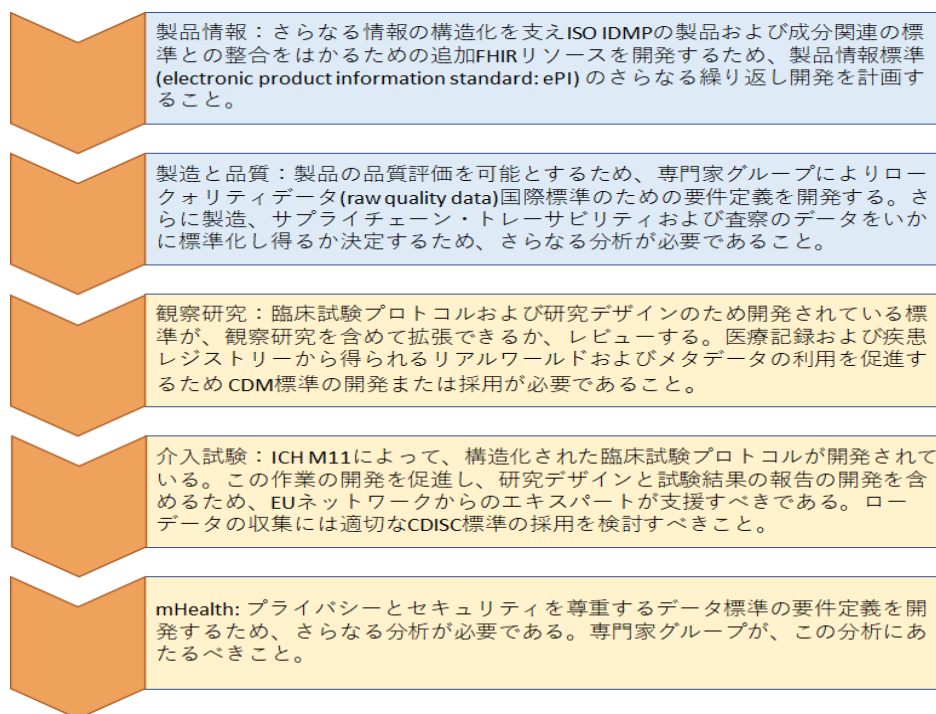 製品情報：さらなる情報の構造化を支えISO IDMPの製品および成分関連の標
準との整合をはかるための追加FHIRリソースを開発するため、製品情報標準
(electronic product information standard: ePI) のさらなる繰り返し開発を計画す
ること。
製造と品質：製品の品質評価を可能とするため、専門家グループによりロー
クォリティデータ(raw quality data)国際標準のための要件定義を開発する。さ
らに製造、サプライチェーン・トレーサビリティおよび査察のデータをいか
に標準化し得るか決定するため、さらなる分析が必要であること。
観察研究：臨床試験プロトコルおよび研究デザインのため開発されている標
準が、観察研究を含めて拡張できるか、レビューする。医療記録および疾患
レジストリーから得られるリアルワールドおよびメタデータの利用を促進す
るため CDM標準の開発または採用が必要であること。
介入試験：ICH M11によって、構造化された臨床試験プロトコルが開発されて
いる。この作業の開発を促進し、研究デザインと試験結果の報告の開発を含
めるため、EUネットワークからのエキスパートが支援すべきである。ロー
データの収集には適切なCDISC標準の採用を検討すべきこと。
mHealth: プライバシーとセキュリティを尊重するデータ標準の要件定義を開
発するため、さらなる分析が必要である。専門家グループが、この分析にあ
たるべきこと。